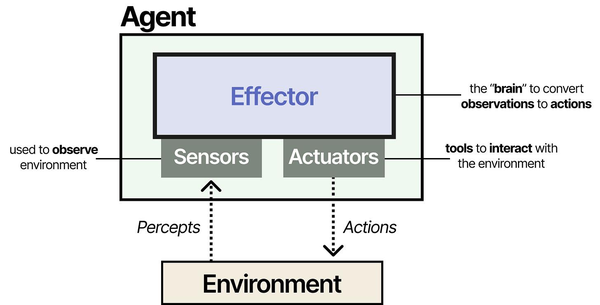 Agent
Effector
the "brain" to convert
observations to actions
used to observe
environment
Sensors
Actuators
tools to interact with
the environment
Percepts
Actions
Environment